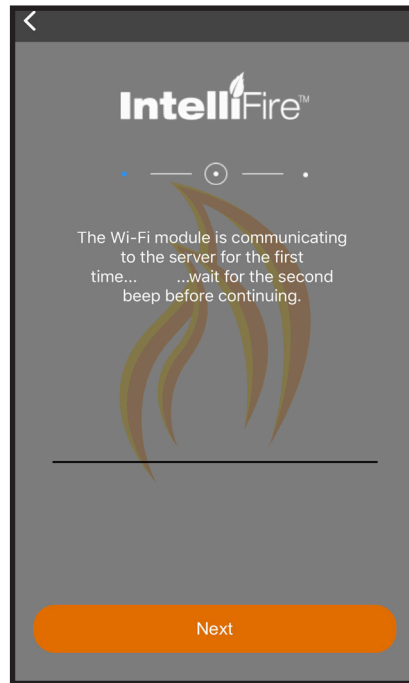 IntelliFire™
The Wi-Fi module is communicating
to the server for the first
time... ...wait for the second
beep before continuing.
Next